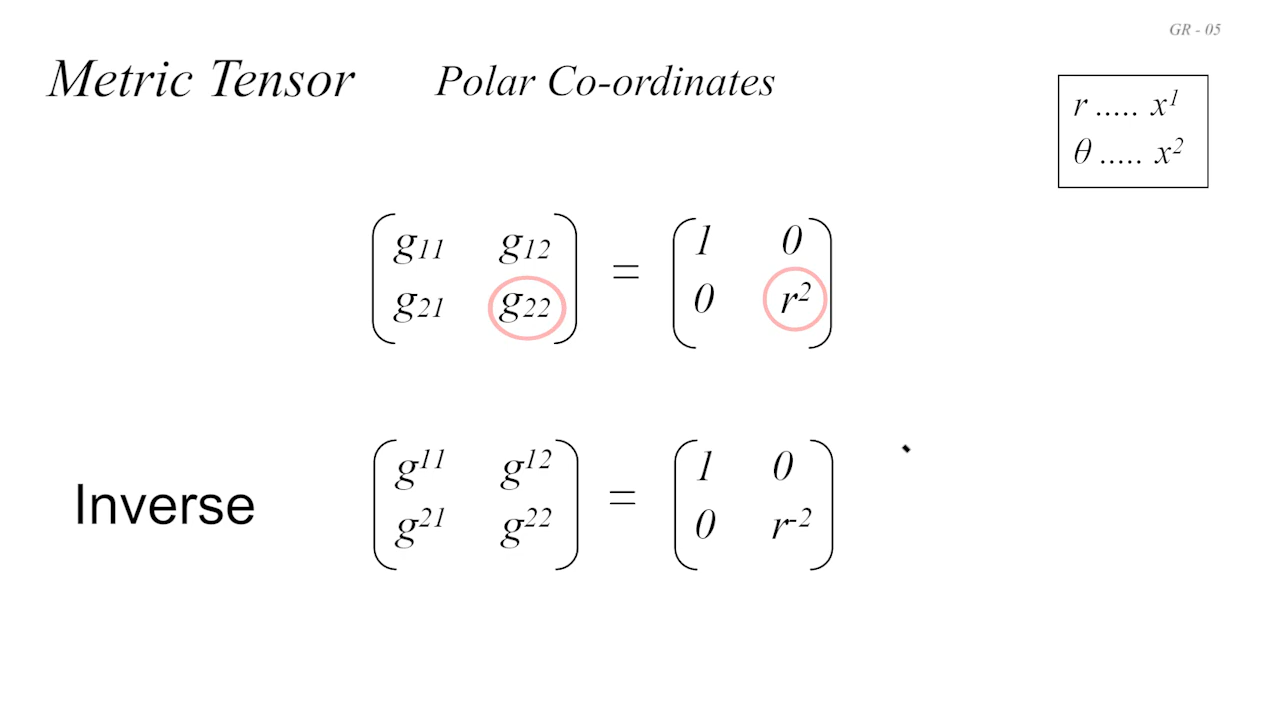 GR - 05
Metric Tensor Polar Co-ordinates
r ..... x¹
θ ..... x²
g₁₁ g₁₂ = 1 0
g₂₁ g₂₂ 0 r²
Inverse
g¹¹ g¹² = 1 0
g²¹ g²² 0 r⁻²